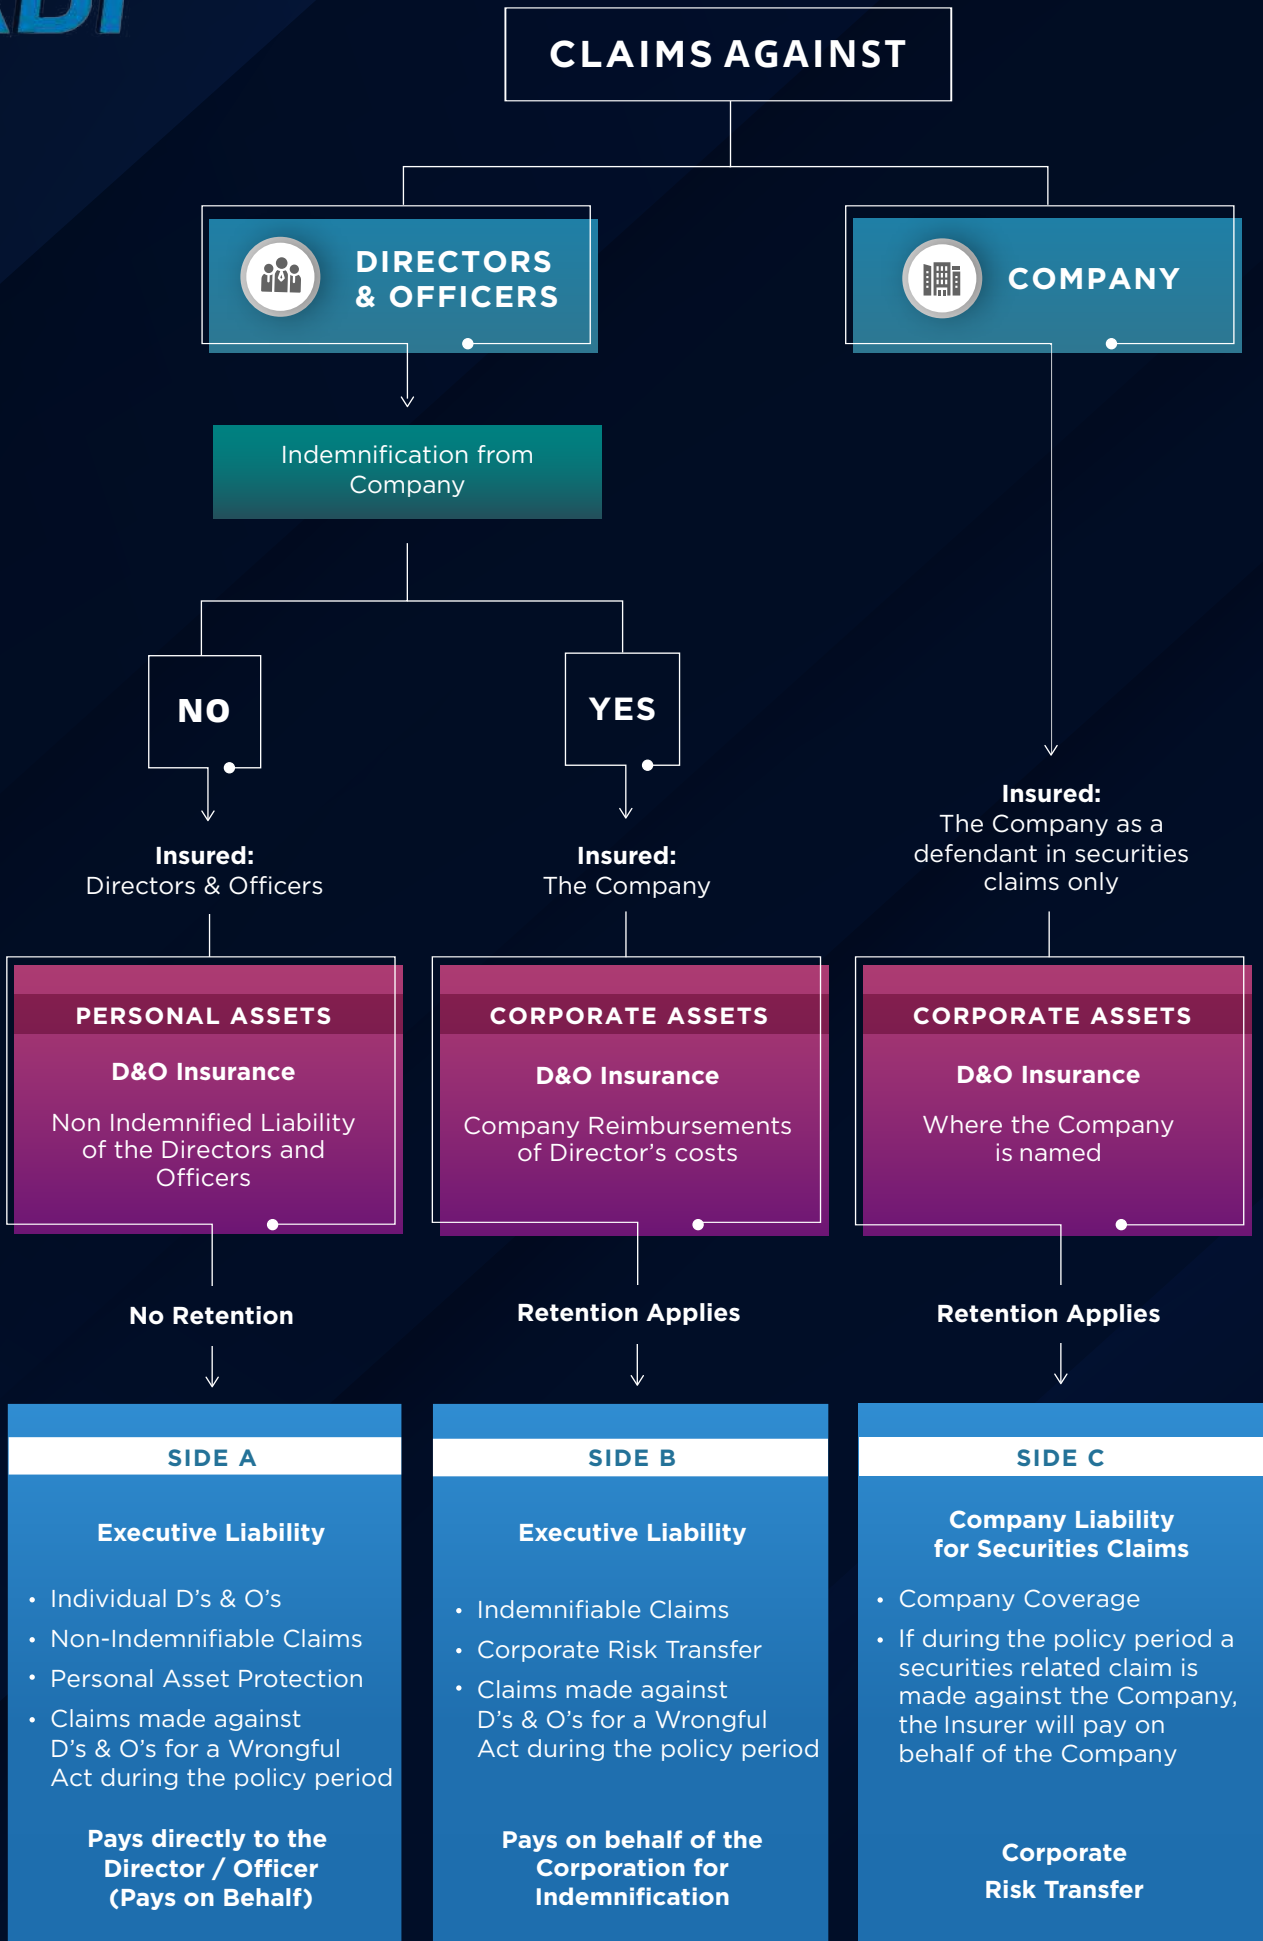 CLAIMS AGAINST
DIRECTORS
& OFFICERS
COMPANY
Indemnification from
Company
NO
YES
Insured:
Directors & Officers
Insured:
The Company
Insured:
The Company as a
defendant in securities
claims only
PERSONAL ASSETS
D&O Insurance
Non Indemnified Liability
of the Directors and
Officers
CORPORATE ASSETS
D&O Insurance
Company Reimbursements
of Director’s costs
CORPORATE ASSETS
D&O Insurance
Where the Company
is named
No Retention
Retention Applies
Retention Applies
SIDE A
Executive Liability
• Individual D’s & O’s
• Non-Indemnifiable Claims
• Personal Asset Protection
• Claims made against
D’s & O’s for a Wrongful
Act during the policy period
Pays directly to the
Director / Officer
(Pays on Behalf)
SIDE B
Executive Liability
• Indemnifiable Claims
• Corporate Risk Transfer
• Claims made against
D’s & O’s for a Wrongful
Act during the policy period
Pays on behalf of the
Corporation for
Indemnification
SIDE C
Company Liability
for Securities Claims
• Company Coverage
• If during the policy period a
securities related claim is
made against the Company,
the Insurer will pay on
behalf of the Company
Corporate
Risk Transfer